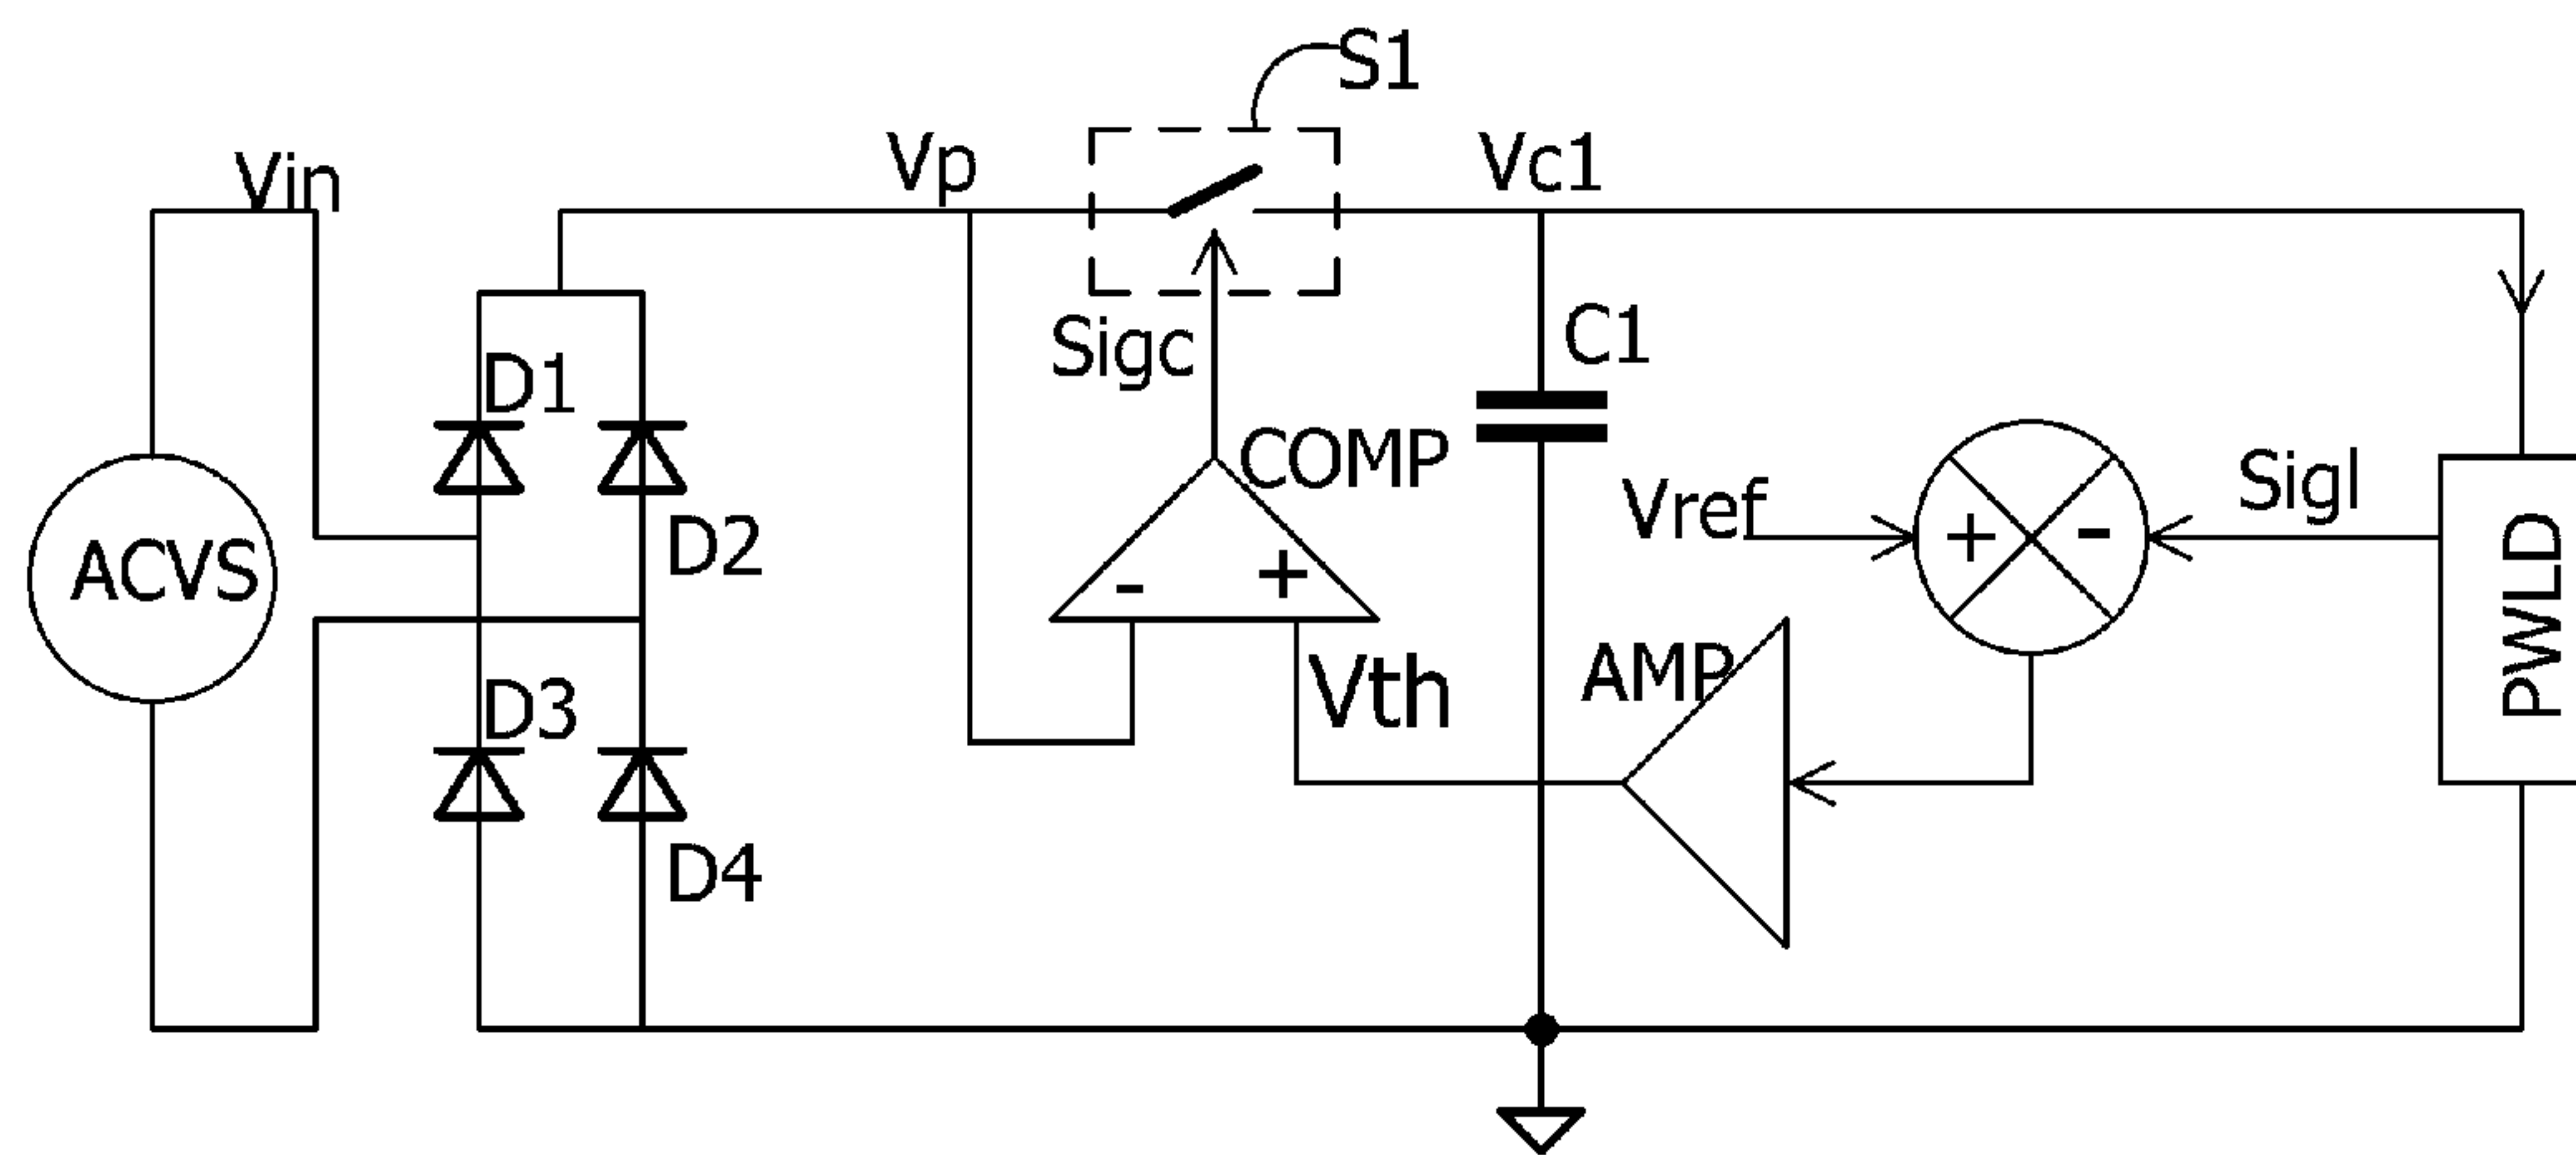 S1
Vin
Vp
Vc1
Sigc
C1
D1
COMP
Vref
Sigl
+
-
D2
ACVS
-
+
PWLD
D3
Vth
AMP
D4